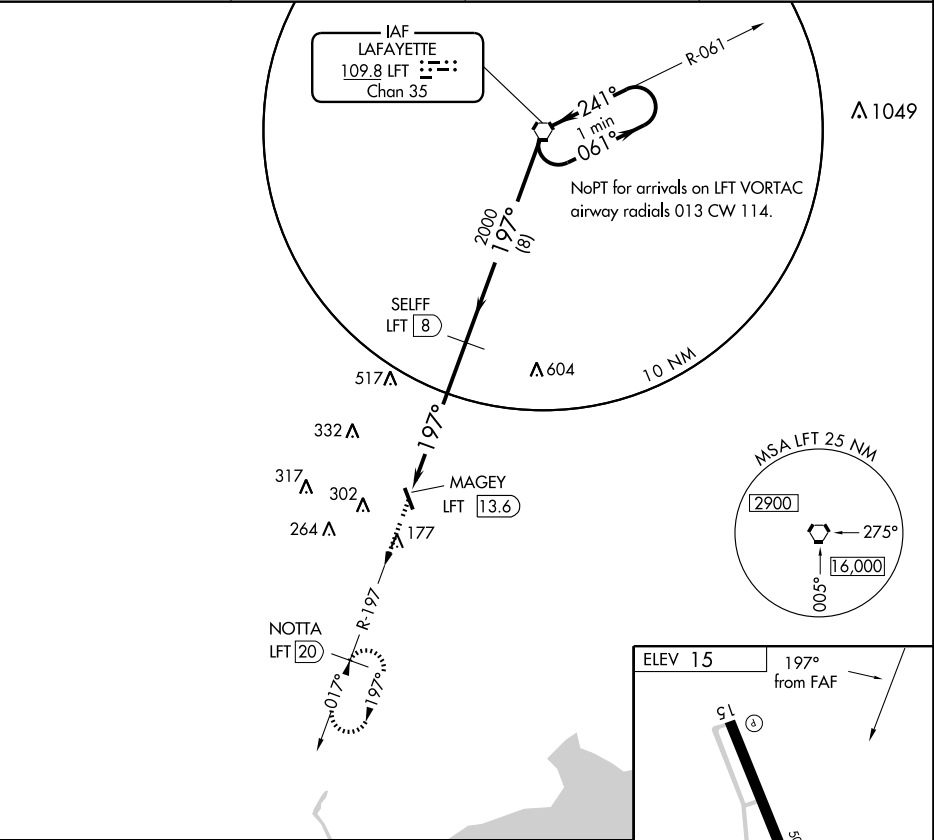 IAF
LAFAYETTE
109.8 LFT
Chan 35
R-061
241°
1 min
061°
1049
NoPT for arrivals on LFT VORTAC
airway radials 013 CW 114.
2000
197°
(8)
SELFF
LFT 8
604
10 NM
517
197°
332
317
302
264
177
MAGEY
LFT 13.6
MSA LFT 25 NM
2900
275°
16,000
005°
R-197
NOTTA
LFT 20
017°
197°
ELEV 15
197°
from FAF
15
P